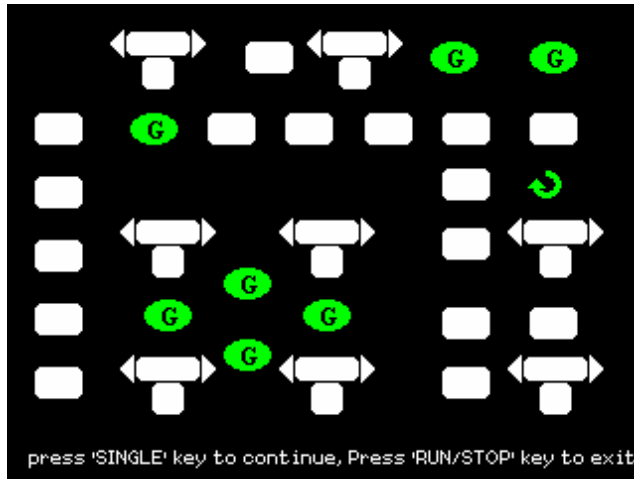 G G
G
G
G G
G
press 'SINGLE' key to continue, Press 'RUN/STOP' key to exit